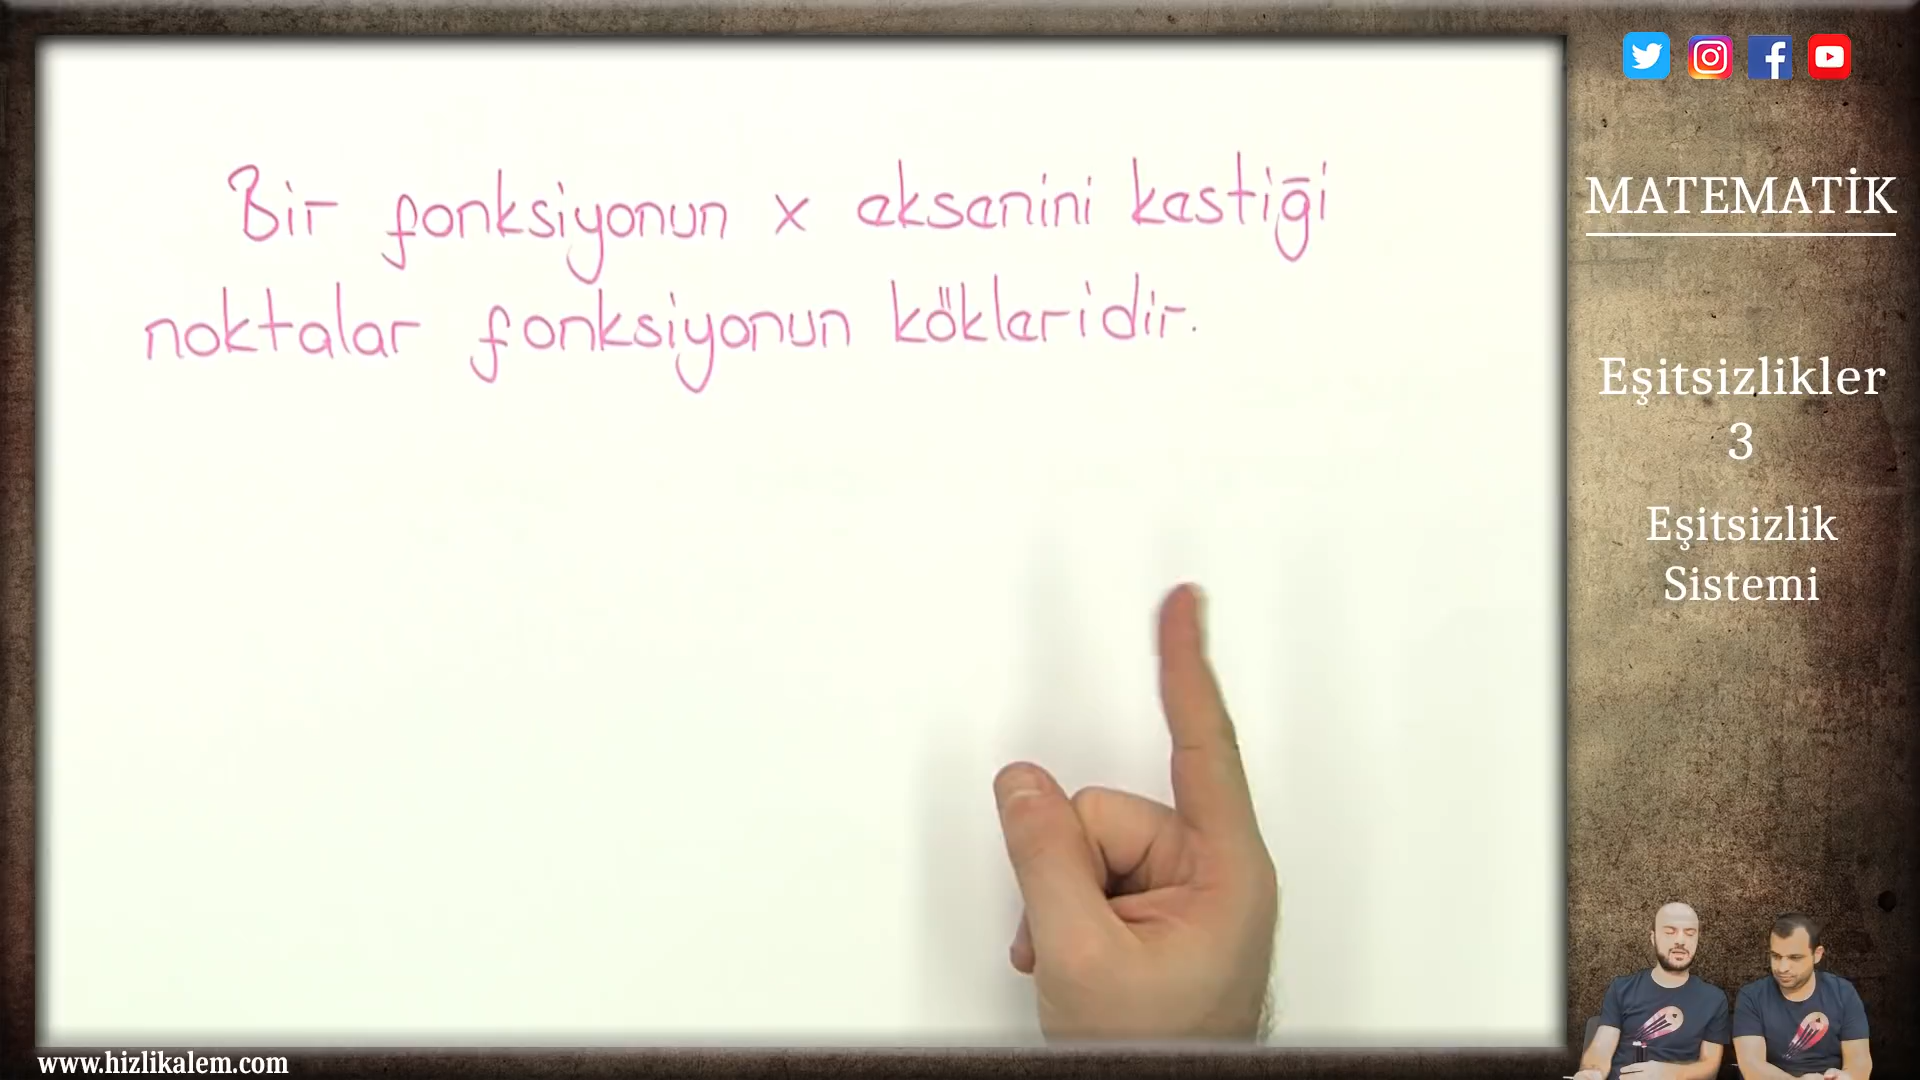 Bir fonksiyonun x eksenini kestiği
noktalar fonksiyonun kökleridir.
MATEMATİK
Eşitsizlikler
3
Eşitsizlik
Sistemi
www.hizlikalem.com